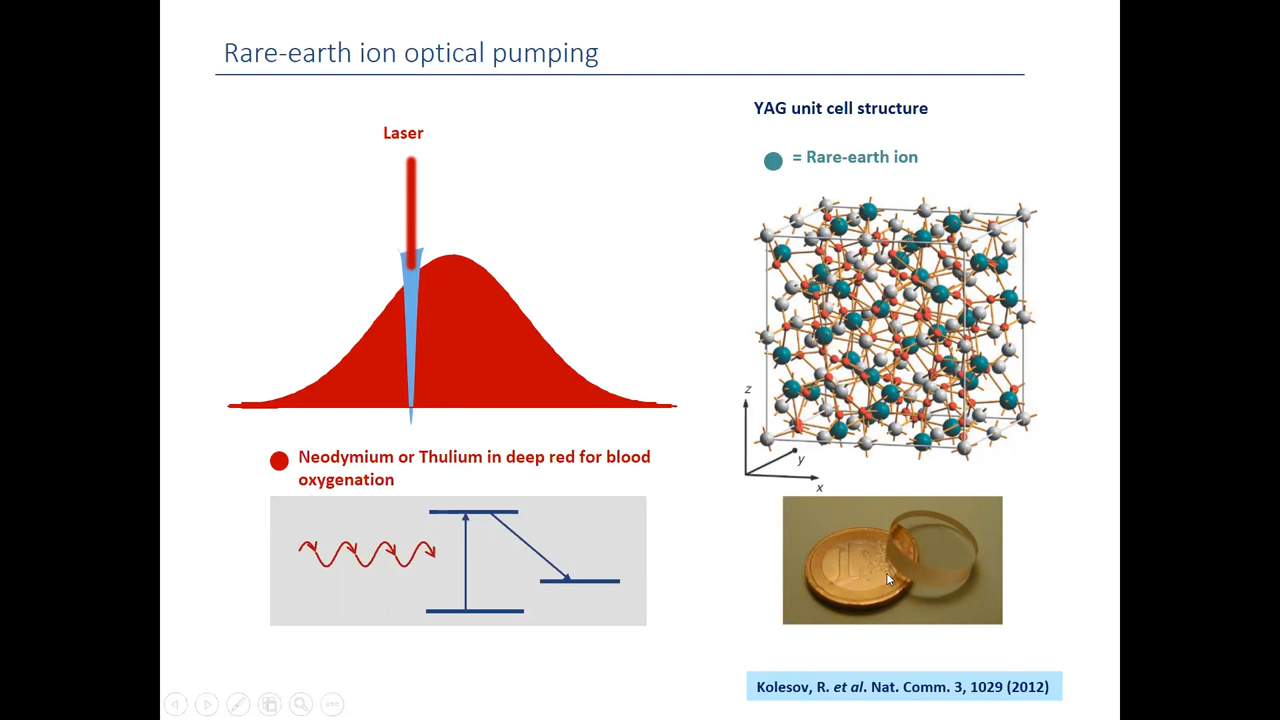 Rare-earth ion optical pumping
Laser
Neodymium or Thulium in deep red for blood
oxygenation
YAG unit cell structure
= Rare-earth ion
z
y
x
Kolesov, R. et al. Nat. Comm. 3, 1029 (2012)